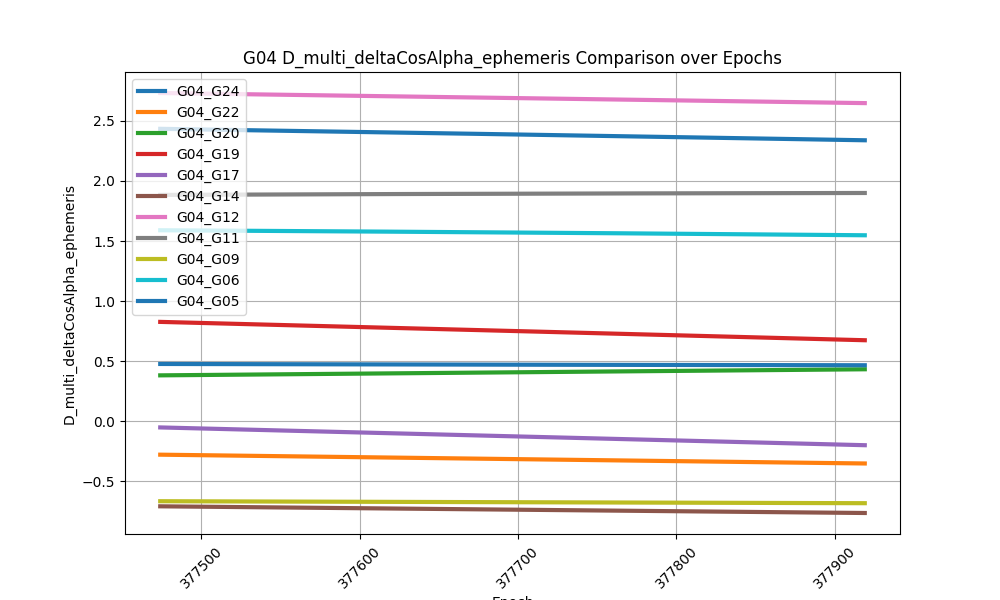 G04 D_multi_deltaCosAlpha_ephemeris Comparison over Epochs
D_multi_deltaCosAlpha_ephemeris
2.5
2.0
1.5
1.0
0.5
0.0
−0.5
G04_G24
G04_G22
G04_G20
G04_G19
G04_G17
G04_G14
G04_G12
G04_G11
G04_G09
G04_G06
G04_G05
377500
377600
377700
377800
377900
Epoch